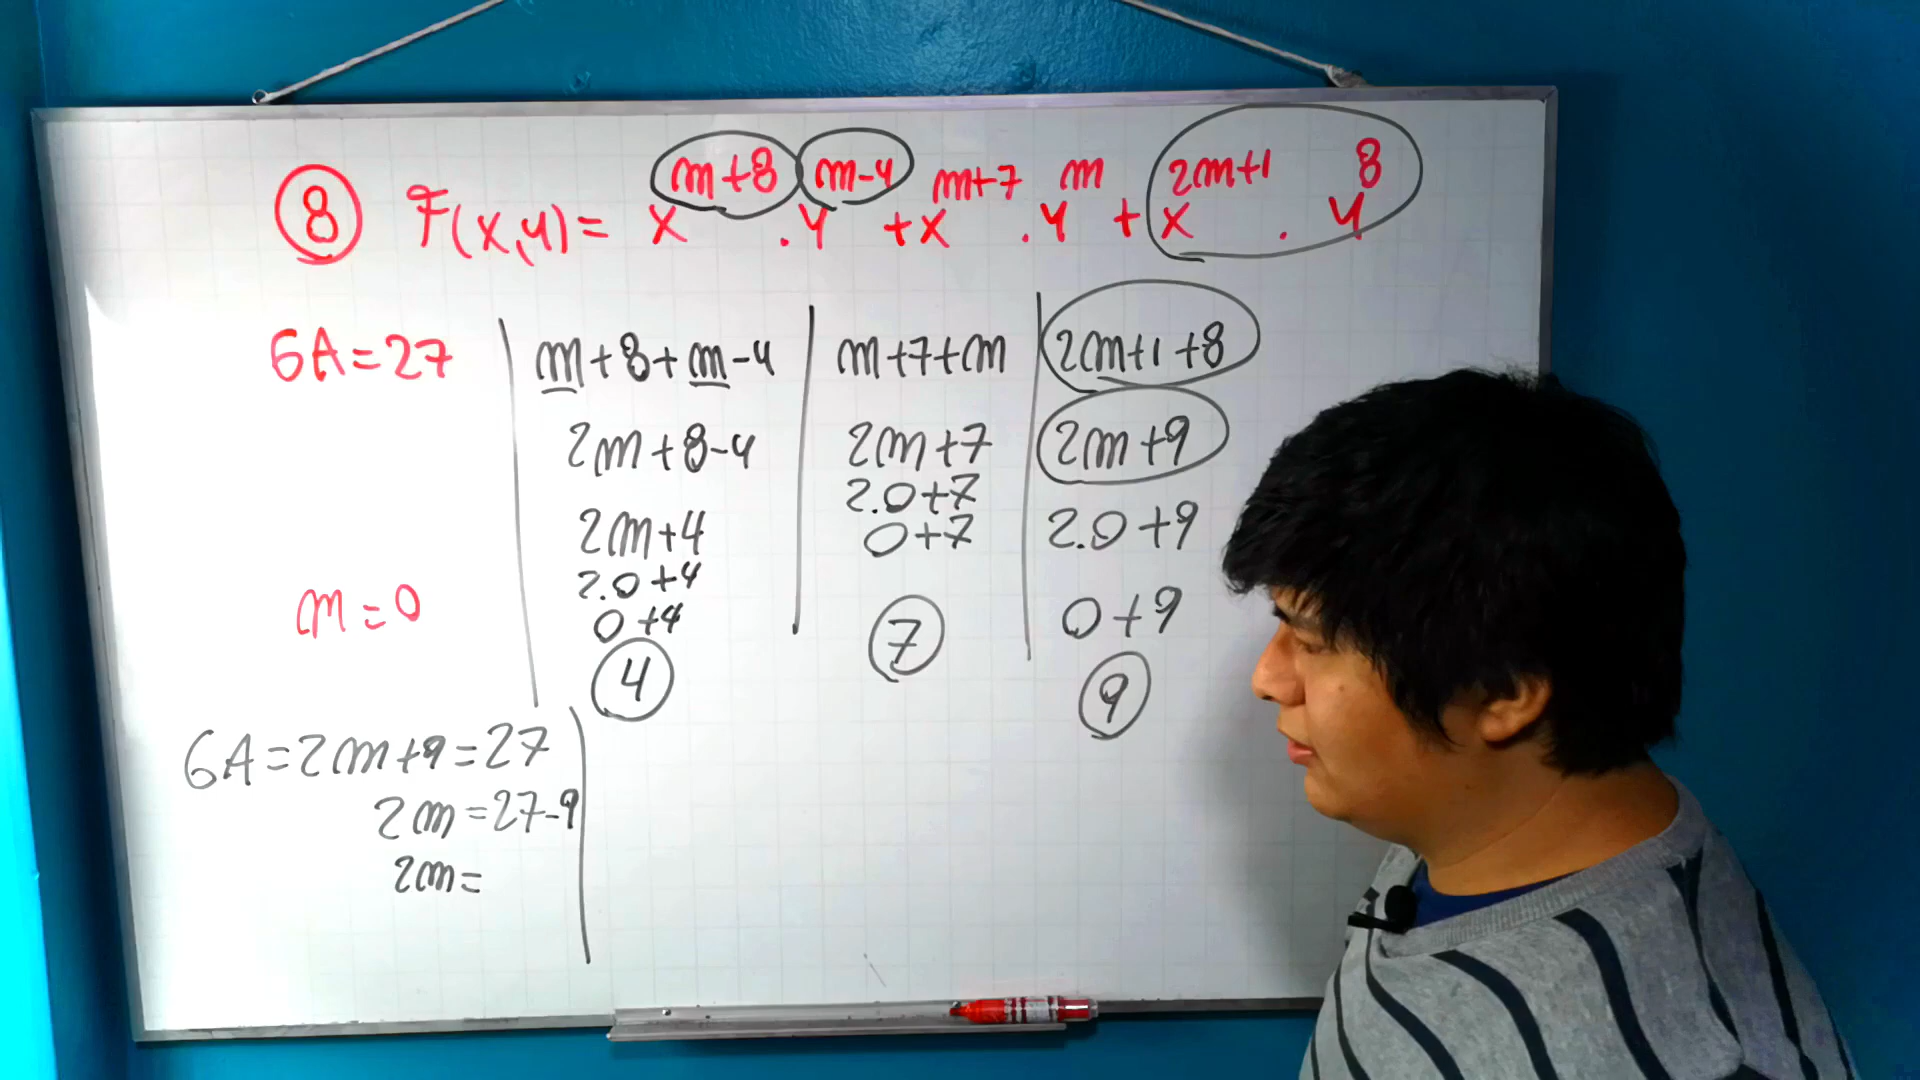 8 F(x,y) = x^{m+8} . y^{m-4} + x^{m+7} . y^{m} + x^{2m+1} . y^{8}
GA=27
m+8+m-4
m+7+m
2m+1+8
2m+8-4
2m+7
2m+9
2.0+7
2m+4
0+7
2.0+9
2.0+4
m=0
0+4
0+9
4
7
9
GA=2m+9=27
2m=27-9
2m=